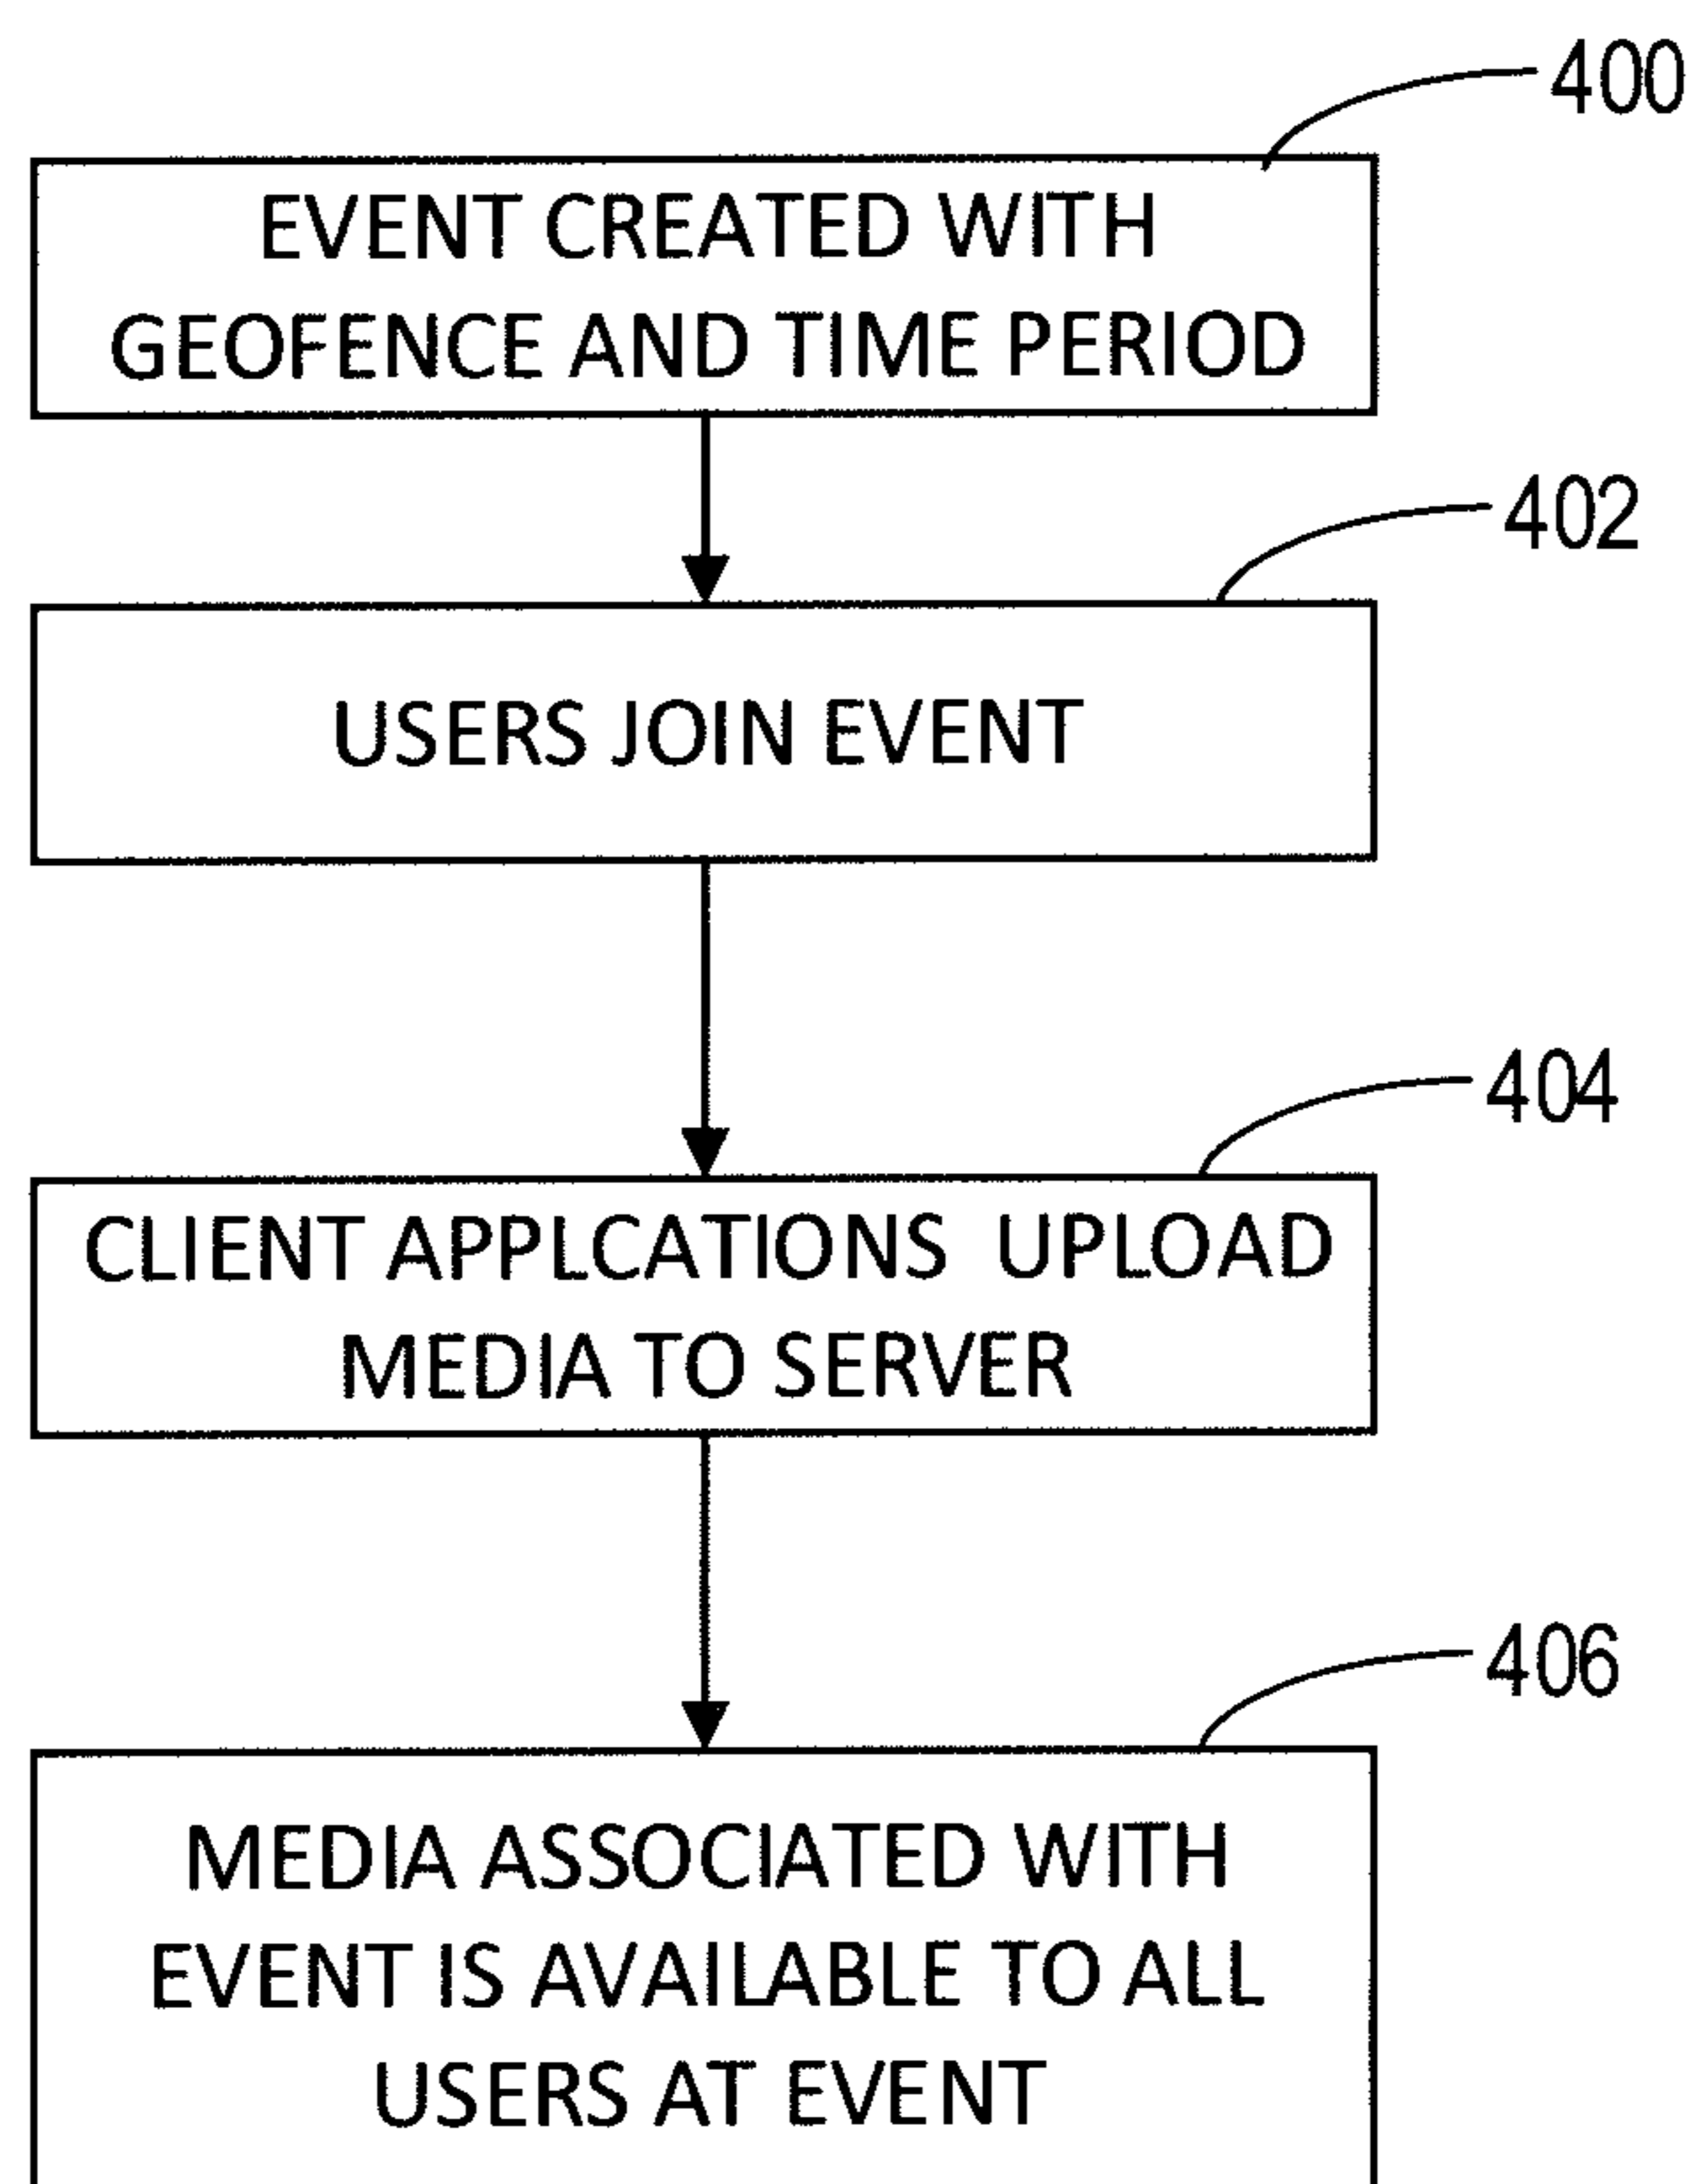 400
EVENT CREATED WITH
GEOFENCE AND TIME PERIOD
402
USERS JOIN EVENT
404
CLIENT APPLCATIONS UPLOAD
MEDIA TO SERVER
406
MEDIA ASSOCIATED WITH
EVENT IS AVAILABLE TO ALL
USERS AT EVENT